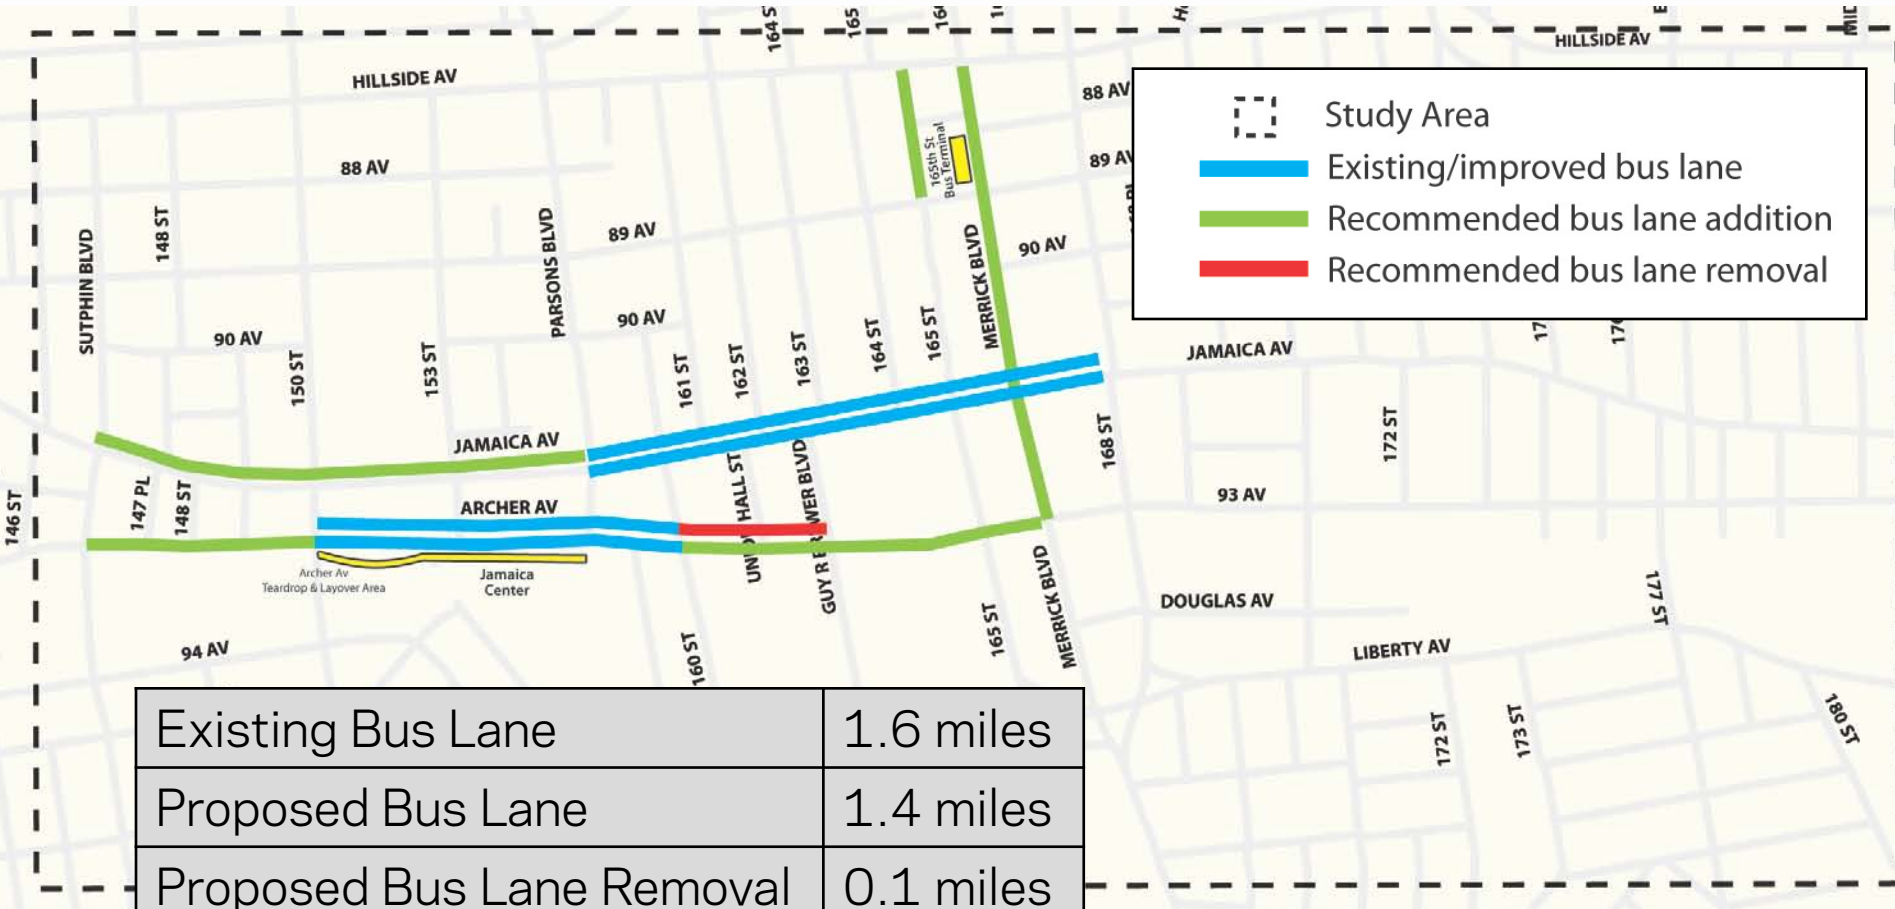 HILLSIDE AV
HILLSIDE AV
88 AV
88 AV
89 AV
89 AV
90 AV
90 AV
90 AV
SUTPHIN BLVD
148 ST
150 ST
153 ST
PARSONS BLVD
161 ST
162 ST
163 ST
164 ST
165 ST
165th St
Bus Terminal
MERRICK BLVD
Study Area
Existing/improved bus lane
Recommended bus lane addition
Recommended bus lane removal
JAMAICA AV
JAMAICA AV
168 ST
172 ST
93 AV
146 ST
147 PL
148 ST
ARCHER AV
HALL ST
Archer Av
Teardrop & Layover Area
Jamaica
Center
160 ST
165 ST
MERRICK BLVD
DOUGLAS AV
LIBERTY AV
177 ST
172 ST
173 ST
180 ST
94 AV
Existing Bus Lane 1.6 miles
Proposed Bus Lane 1.4 miles
Proposed Bus Lane Removal 0.1 miles